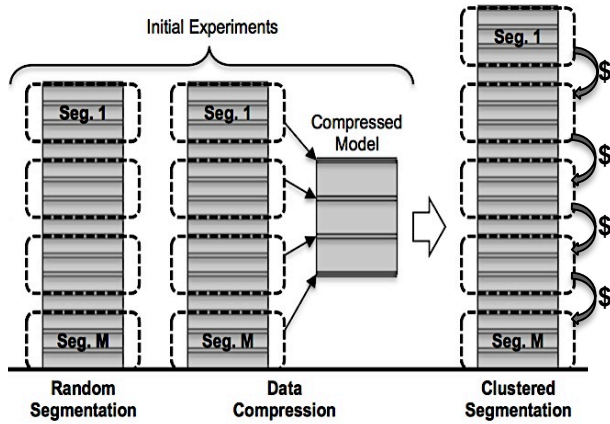 Initial Experiments
Seg. 1
Seg. 1
Seg. 1
$
Compressed
Model
$
$
$
Seg. M
Seg. M
Seg. M
Random
Segmentation
Data
Compression
Clustered
Segmentation